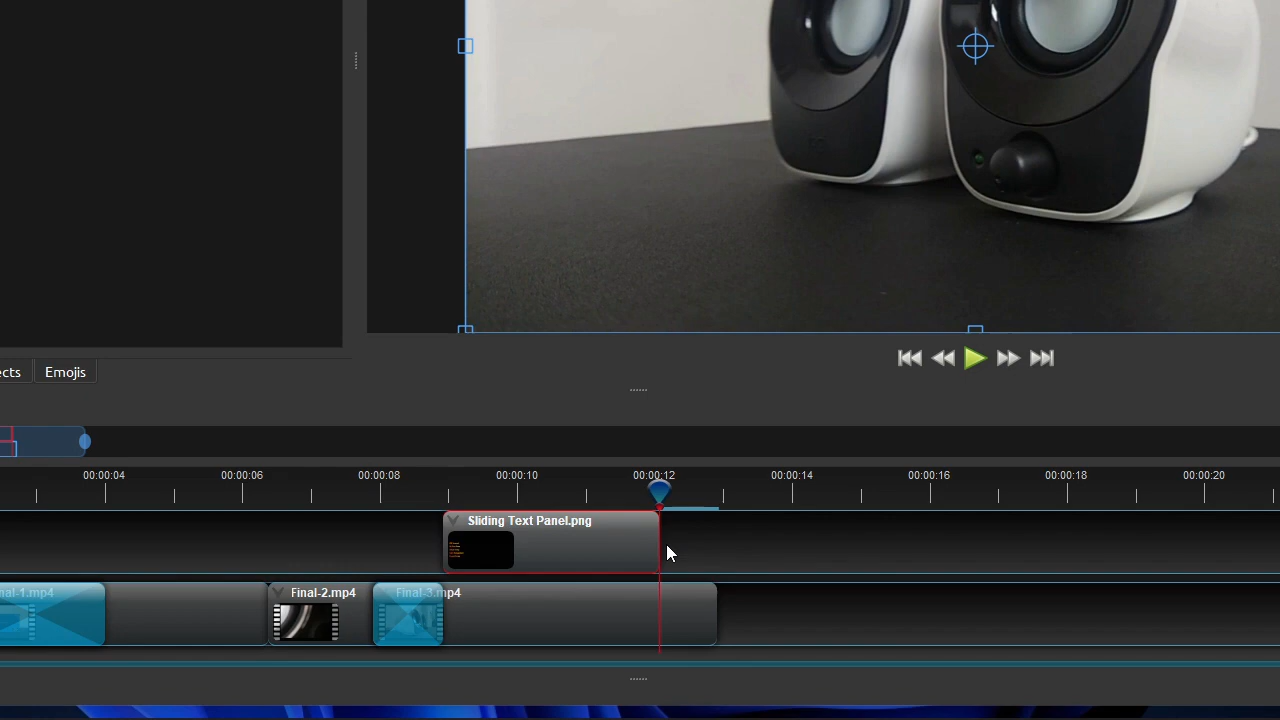 ects
Emojis
00:00:04
00:00:06
00:00:08
00:00:10
00:00:12
00:00:14
00:00:16
00:00:18
00:00:20
Sliding Text Panel.png
nal-1.mp4
Final-2.mp4
Final-3.mp4